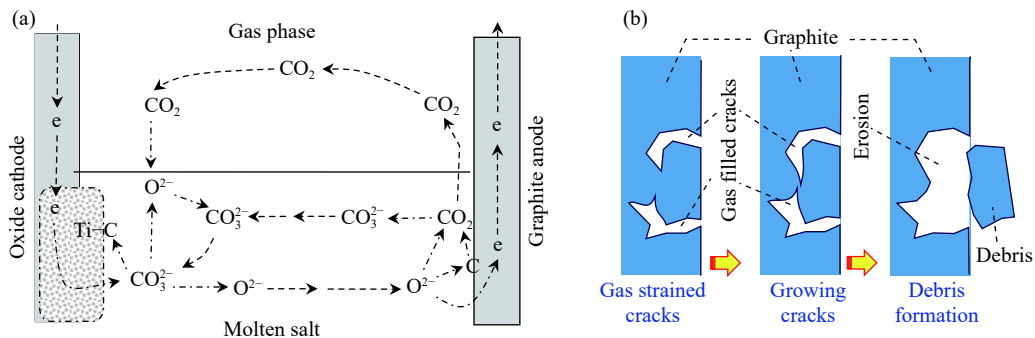 (a)
Gas phase
CO₂
CO₂
CO₂
e
e
Oxide cathode
Graphite anode
e
O²⁻
CO₃²⁻
CO₃²⁻
CO₂
Ti–C
e
C
CO₃²⁻
O²⁻
O²⁻
Molten salt
(b)
Graphite
Gas filled cracks
Erosion
Debris
Gas strained
cracks
Growing
cracks
Debris
formation